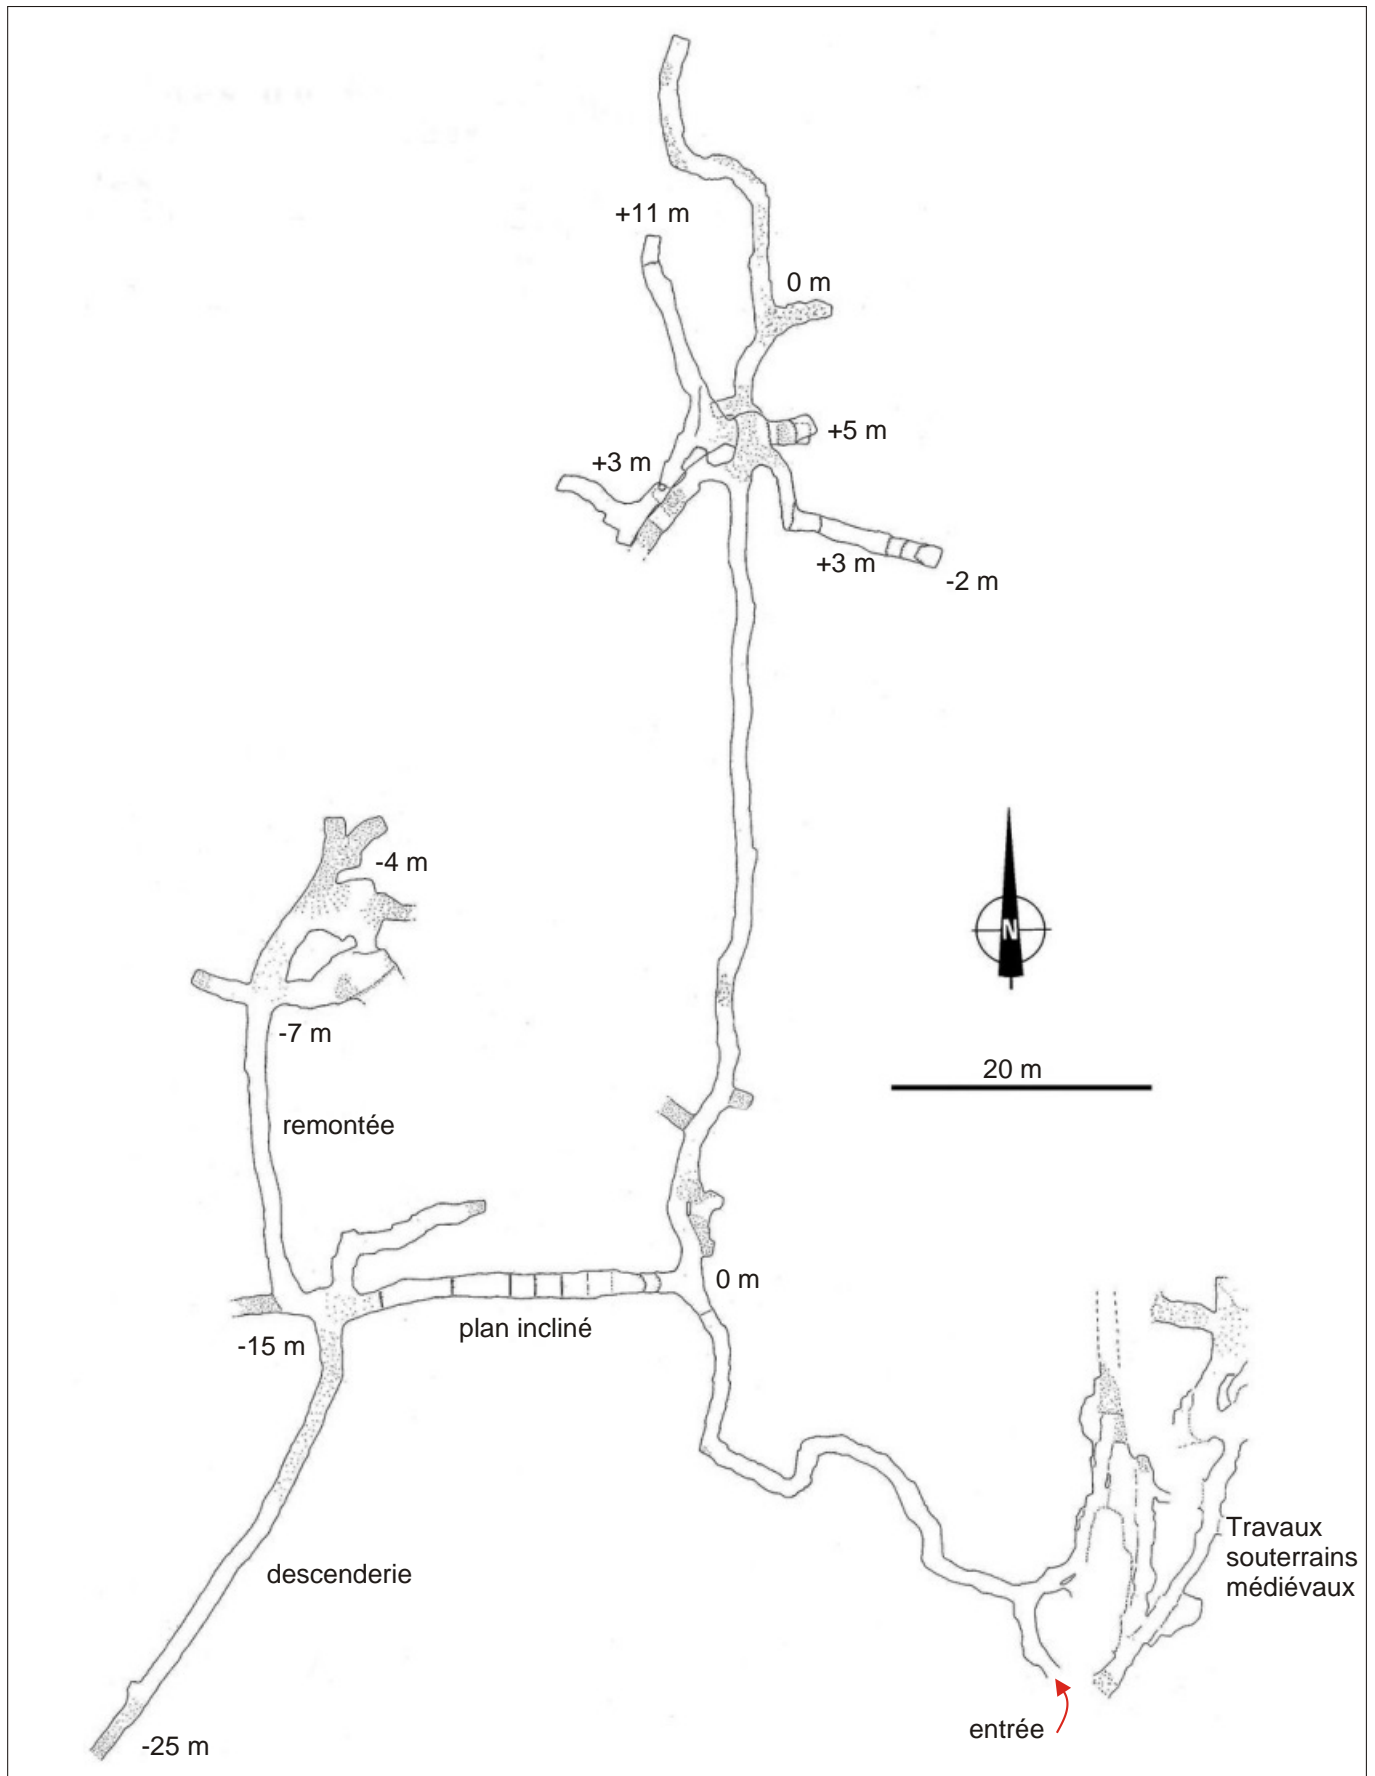 +11 m
0 m
+5 m
+3 m
+3 m
-2 m
-4 m
N
-7 m
20 m
remontée
0 m
plan incliné
-15 m
Travaux
souterrains
médiévaux
descenderie
entrée
-25 m